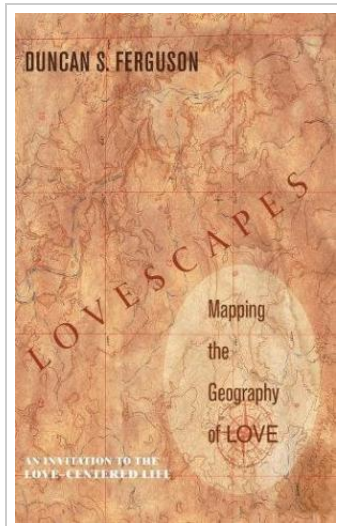 DUNCAN S. FERGUSON
LOVESCAPES
Mapping
the
Geography
of LOVE
AN INVITATION TO THE
LOVE-CENTERED LIFE